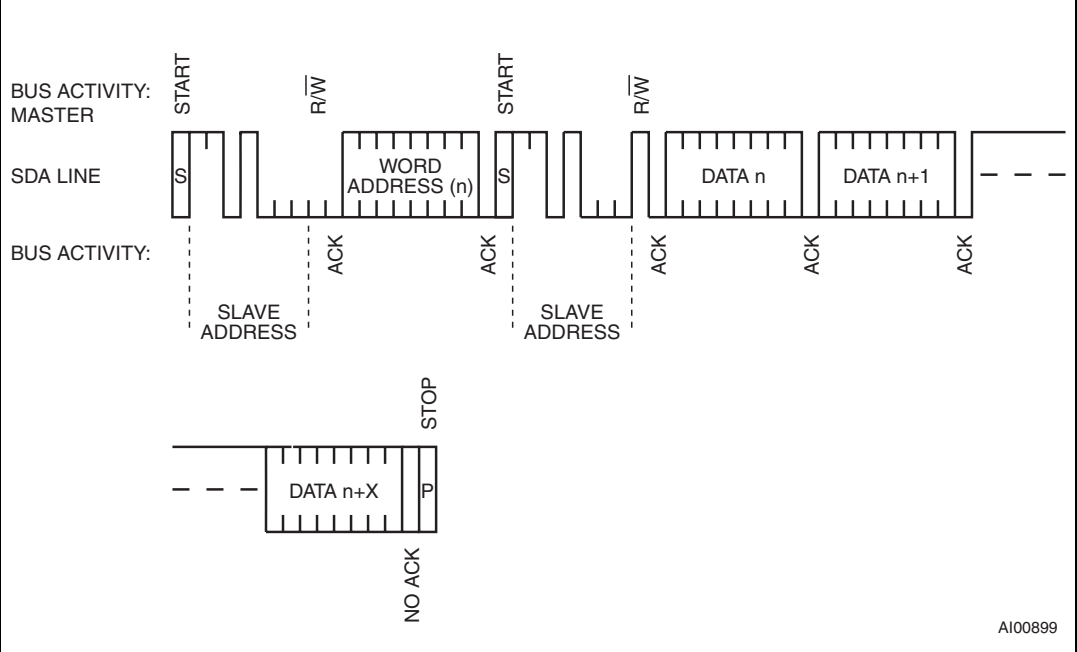 START
R/W
START
R/W
BUS ACTIVITY:
MASTER
SDA LINE
S
WORD
ADDRESS (n)
S
DATA n
DATA n+1
BUS ACTIVITY:
ACK
ACK
ACK
ACK
ACK
SLAVE
ADDRESS
SLAVE
ADDRESS
STOP
DATA n+X
P
NO ACK
AI00899